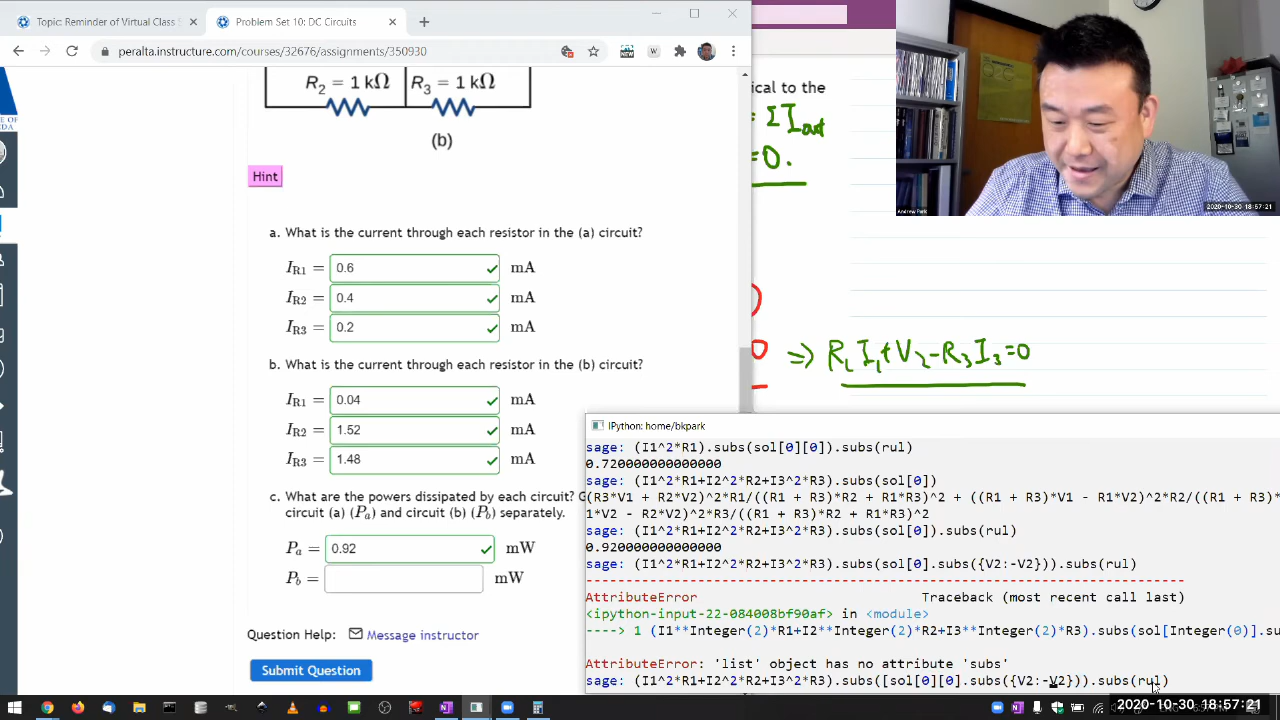 Topic: Reminder of Virtual Class S
Problem Set 10: DC Circuits
peralta.instructure.com/courses/32676/assignments/350930
R2 = 1 kΩ
R3 = 1 kΩ
(b)
Hint
a. What is the current through each resistor in the (a) circuit?
IR1 = 0.6 mA
IR2 = 0.4 mA
IR3 = 0.2 mA
b. What is the current through each resistor in the (b) circuit?
IR1 = 0.04 mA
IR2 = 1.52 mA
IR3 = 1.48 mA
c. What are the powers dissipated by each circuit? G
circuit (a) (Pa) and circuit (b) (Pb) separately.
Pa = 0.92 mW
Pb = mW
Question Help: Message instructor
Submit Question
ical to the
= Σ Iout
=0.
0 ⇒ R1I1+V2-R3I3=0
Andrew Park
2020-10-30 18:57:21
IPython: home/bkpark
sage: (I1^2*R1).subs(sol[0][0]).subs(rul)
0.720000000000000
sage: (I1^2*R1+I2^2*R2+I3^2*R3).subs(sol[0])
(R3*V1 + R2*V2)^2*R1/((R1 + R3)*R2 + R1*R3)^2 + ((R1 + R3)*V1 - R1*V2)^2*R2/((R1 + R3)*
1*V2 - R2*V2)^2*R3/((R1 + R3)*R2 + R1*R3)^2
sage: (I1^2*R1+I2^2*R2+I3^2*R3).subs(sol[0]).subs(rul)
0.920000000000000
sage: (I1^2*R1+I2^2*R2+I3^2*R3).subs(sol[0].subs({V2:-V2})).subs(rul)
---------------------------------------------------------------------------
AttributeError Traceback (most recent call last)
<ipython-input-22-084008bf90af> in <module>
----> 1 (I1**Integer(2)*R1+I2**Integer(2)*R2+I3**Integer(2)*R3).subs(sol[Integer(0)].su
AttributeError: 'list' object has no attribute 'subs'
sage: (I1^2*R1+I2^2*R2+I3^2*R3).subs([sol[0][0].subs({V2:-V2})).subs(rul)
2020-10-30 18:57:21